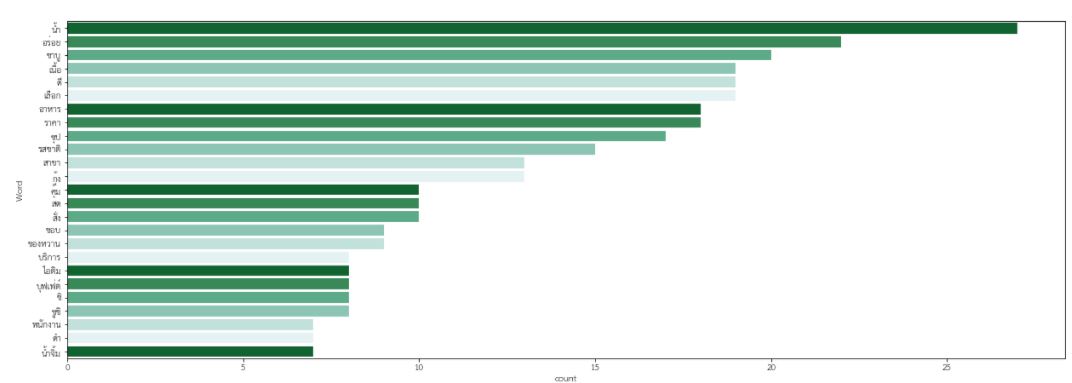 น้ำ
อร่อย
ชาบู
เนื้อ
ดี
เลือก
อาหาร
ราคา
ซุป
รสชาติ
สาขา
กุ้ง
Word
คุ้ม
สด
สั่ง
ชอบ
ของหวาน
บริการ
ไอติม
บุฟเฟ่ต์
ชิ
ซูชิ
พนักงาน
ดำ
น้ำจิ้ม
0 5 10 15 20 25
count